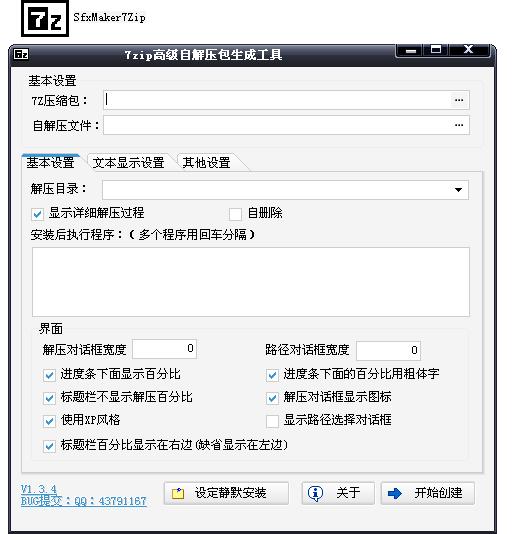 7z SfxMaker7Zip
7z 7zip高级自解压包生成工具
基本设置
7Z压缩包：
自解压文件：
基本设置 文本显示设置 其他设置
解压目录：
显示详细解压过程 自删除
安装后执行程序：（多个程序用回车分隔）
界面
解压对话框宽度 0 路径对话框宽度 0
进度条下面显示百分比 进度条下面的百分比用粗体字
标题栏不显示解压百分比 解压对话框显示图标
使用XP风格 显示路径选择对话框
标题栏百分比显示在右边(缺省显示在左边)
V1.3.4
BUG提交：QQ：43791167
设定静默安装 关于 开始创建